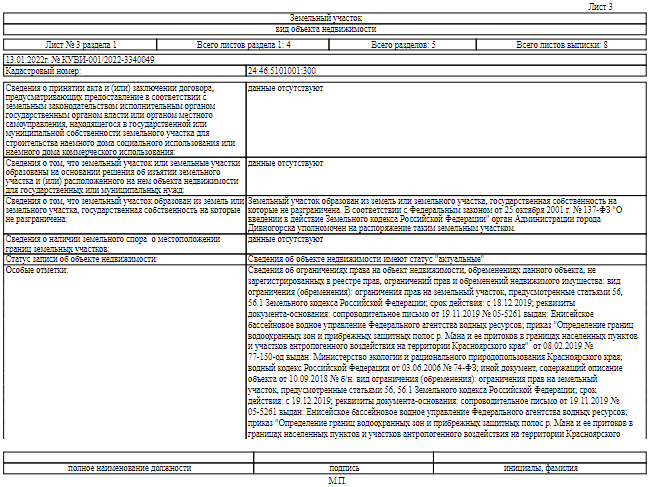 Лист 3
Земельный участок
вид объекта недвижимости
Лист № 3 раздела 1
Всего листов раздела 1: 4
Всего разделов: 5
Всего листов выписки: 8
13.01.2022г. № КУВИ-001/2022-3340049
Кадастровый номер:
24:46:5101001:300
Сведения о принятии акта и (или) заключении договора,
предусматривающих предоставление в соответствии с
земельным законодательством исполнительным органом
государственным органом власти или органом местного
самоуправления, находящегося в государственной или
муниципальной собственности земельного участка для
строительства наемного дома социального использования или
наемного дома коммерческого использования:
данные отсутствуют
Сведения о том, что земельный участок или земельные участки
образованы на основании решения об изъятии земельного
участка и (или) расположенного на нем объекта недвижимости
для государственных или муниципальных нужд:
данные отсутствуют
Сведения о том, что земельный участок образован из земель или
земельного участка, государственная собственность на которые
не разграничена:
Земельный участок образован из земель или земельного участка, государственная собственность на
которые не разграничена. В соответствии с Федеральным законом от 25 октября 2001 г. № 137-ФЗ "О
введении в действие Земельного кодекса Российской Федерации" орган Администрации города
Дивногорска уполномочен на распоряжение таким земельным участком
Сведения о наличии земельного спора о местоположении
границ земельных участков:
данные отсутствуют
Статус записи об объекте недвижимости:
Сведения об объекте недвижимости имеют статус "актуальные"
Особые отметки:
Сведения об ограничениях права на объект недвижимости, обременениях данного объекта, не
зарегистрированных в реестре прав, ограничений прав и обременений недвижимого имущества: вид
ограничения (обременения): ограничения прав на земельный участок, предусмотренные статьями 56,
56.1 Земельного кодекса Российской Федерации; срок действия: с 18.12.2019; реквизиты
документа-основания: сопроводительное письмо от 19.11.2019 № 05-5261 выдан: Енисейское
бассейновое водное управление Федерального агентства водных ресурсов; приказ "Определение границ
водоохранных зон и прибрежных защитных полос р. Мана и ее притоков в границах населенных пунктов
и участков антропогенного воздействия на территории Красноярского края" от 08.02.2019 №
77-150-од выдан: Министерство экологии и рационального природопользования Красноярского края;
водный кодекс Российской Федерации от 03.06.2006 № 74-ФЗ; иной документ, содержащий описание
объекта от 10.09.2018 № б/н. вид ограничения (обременения): ограничения прав на земельный
участок, предусмотренные статьями 56, 56.1 Земельного кодекса Российской Федерации; срок
действия: с 19.12.2019; реквизиты документа-основания: сопроводительное письмо от 19.11.2019 №
05-5261 выдан: Енисейское бассейновое водное управление Федерального агентства водных ресурсов;
приказ "Определение границ водоохранных зон и прибрежных защитных полос р. Мана и ее притоков в
границах населенных пунктов и участков антропогенного воздействия на территории Красноярского
полное наименование должности
подпись
инициалы, фамилия
М.П.